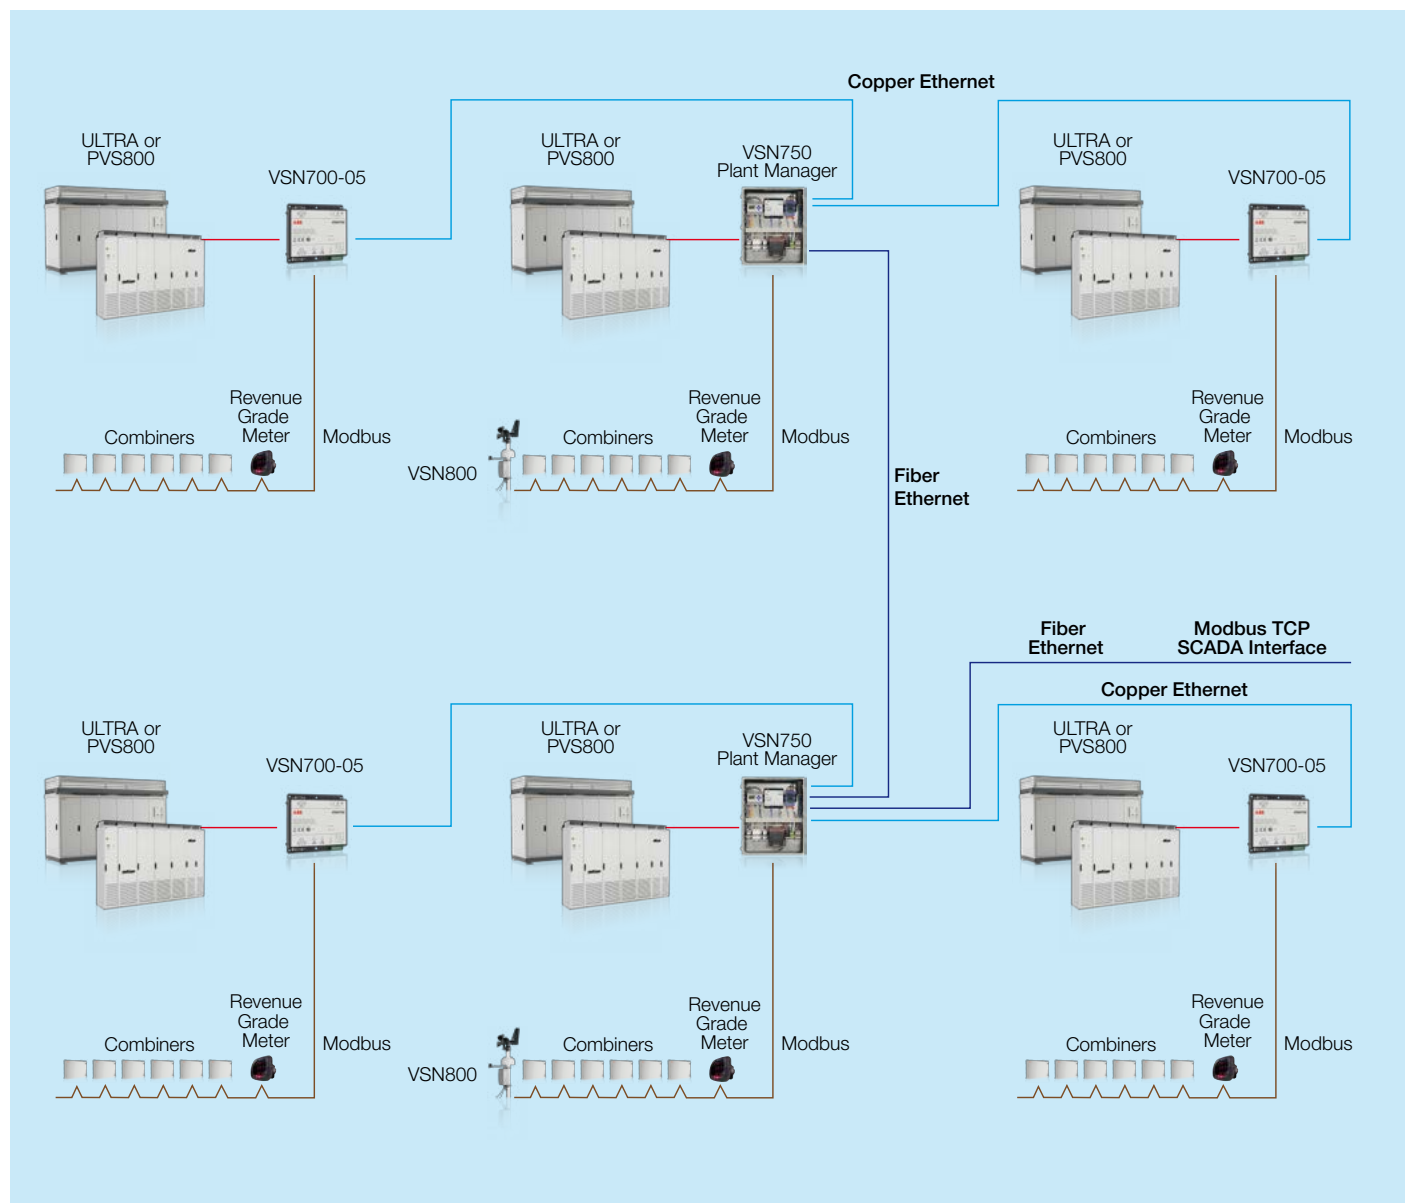 Copper Ethernet
ULTRA or
PVS800
VSN700-05
ULTRA or
PVS800
VSN750
Plant Manager
ULTRA or
PVS800
VSN700-05
ABB
ABB
Combiners
Revenue
Grade
Meter
Modbus
VSN800
Combiners
Revenue
Grade
Meter
Modbus
Combiners
Revenue
Grade
Meter
Modbus
Fiber
Ethernet
Fiber
Ethernet
Modbus TCP
SCADA Interface
Copper Ethernet
ULTRA or
PVS800
VSN700-05
ULTRA or
PVS800
VSN750
Plant Manager
ULTRA or
PVS800
VSN700-05
ABB
ABB
Combiners
Revenue
Grade
Meter
Modbus
VSN800
Combiners
Revenue
Grade
Meter
Modbus
Combiners
Revenue
Grade
Meter
Modbus